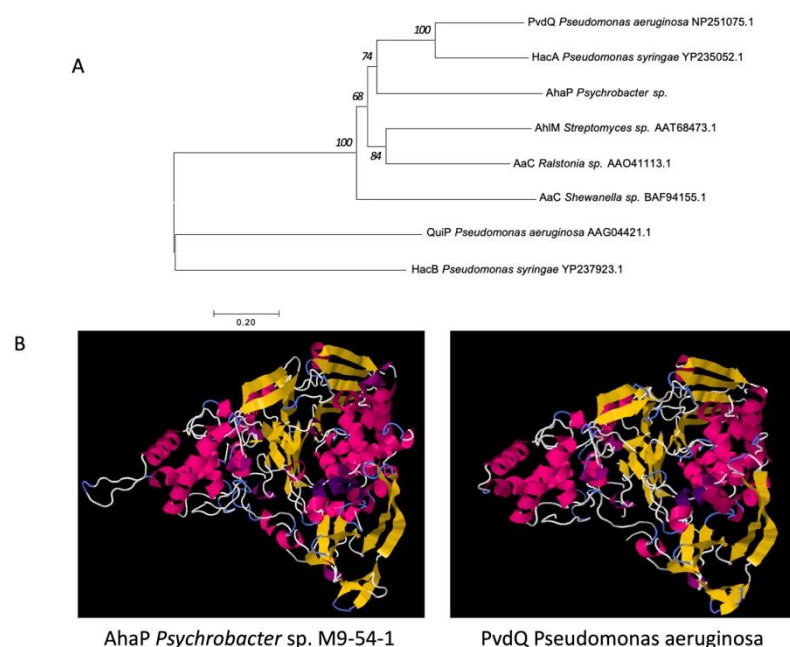 A
100
PvdQ Pseudomonas aeruginosa NP251075.1
HacA Pseudomonas syringae YP235052.1
74
AhaP Psychrobacter sp.
68
AhlM Streptomyces sp. AAT68473.1
84
AaC Ralstonia sp. AAO41113.1
100
AaC Shewanella sp. BAF94155.1
QuiP Pseudomonas aeruginosa AAG04421.1
HacB Pseudomonas syringae YP237923.1
0.20
B
AhaP Psychrobacter sp. M9-54-1
PvdQ Pseudomonas aeruginosa